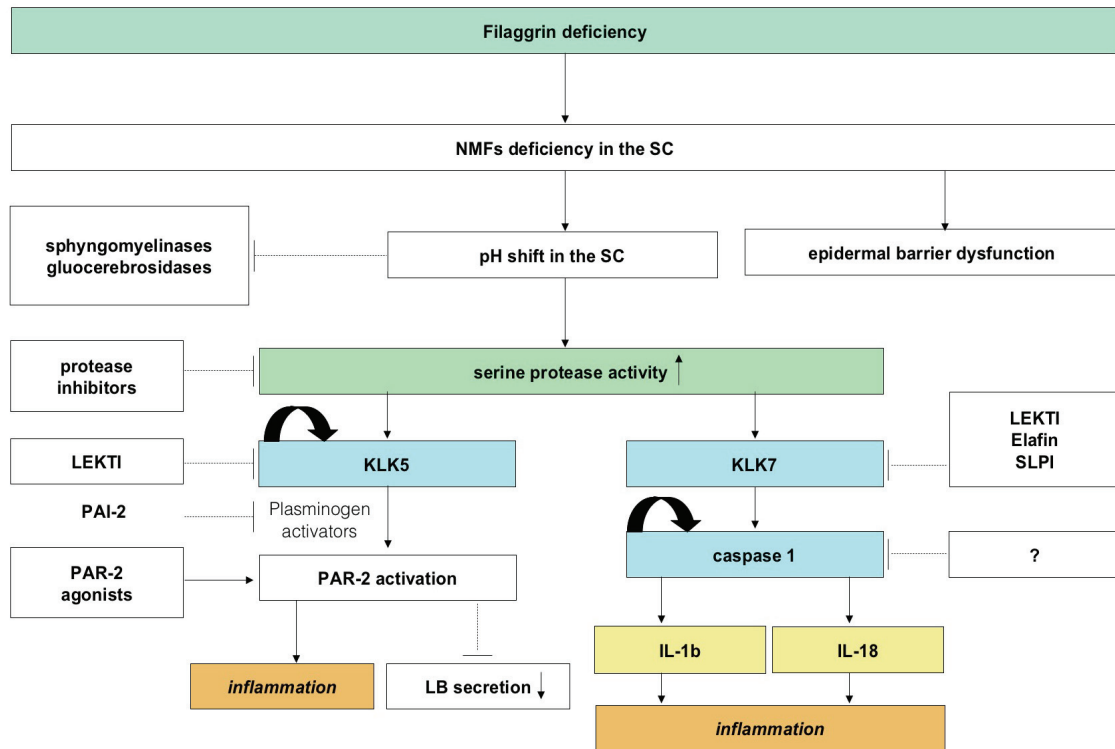 Filaggrin deficiency
NMFs deficiency in the SC
sphyngomyelinases
gluocerebrosidases
pH shift in the SC
epidermal barrier dysfunction
protease
inhibitors
serine protease activity
LEKTI
KLK5
KLK7
LEKTI
Elafin
SLPI
PAI-2
Plasminogen
activators
caspase 1
?
PAR-2
agonists
PAR-2 activation
IL-1b
IL-18
inflammation
LB secretion
inflammation